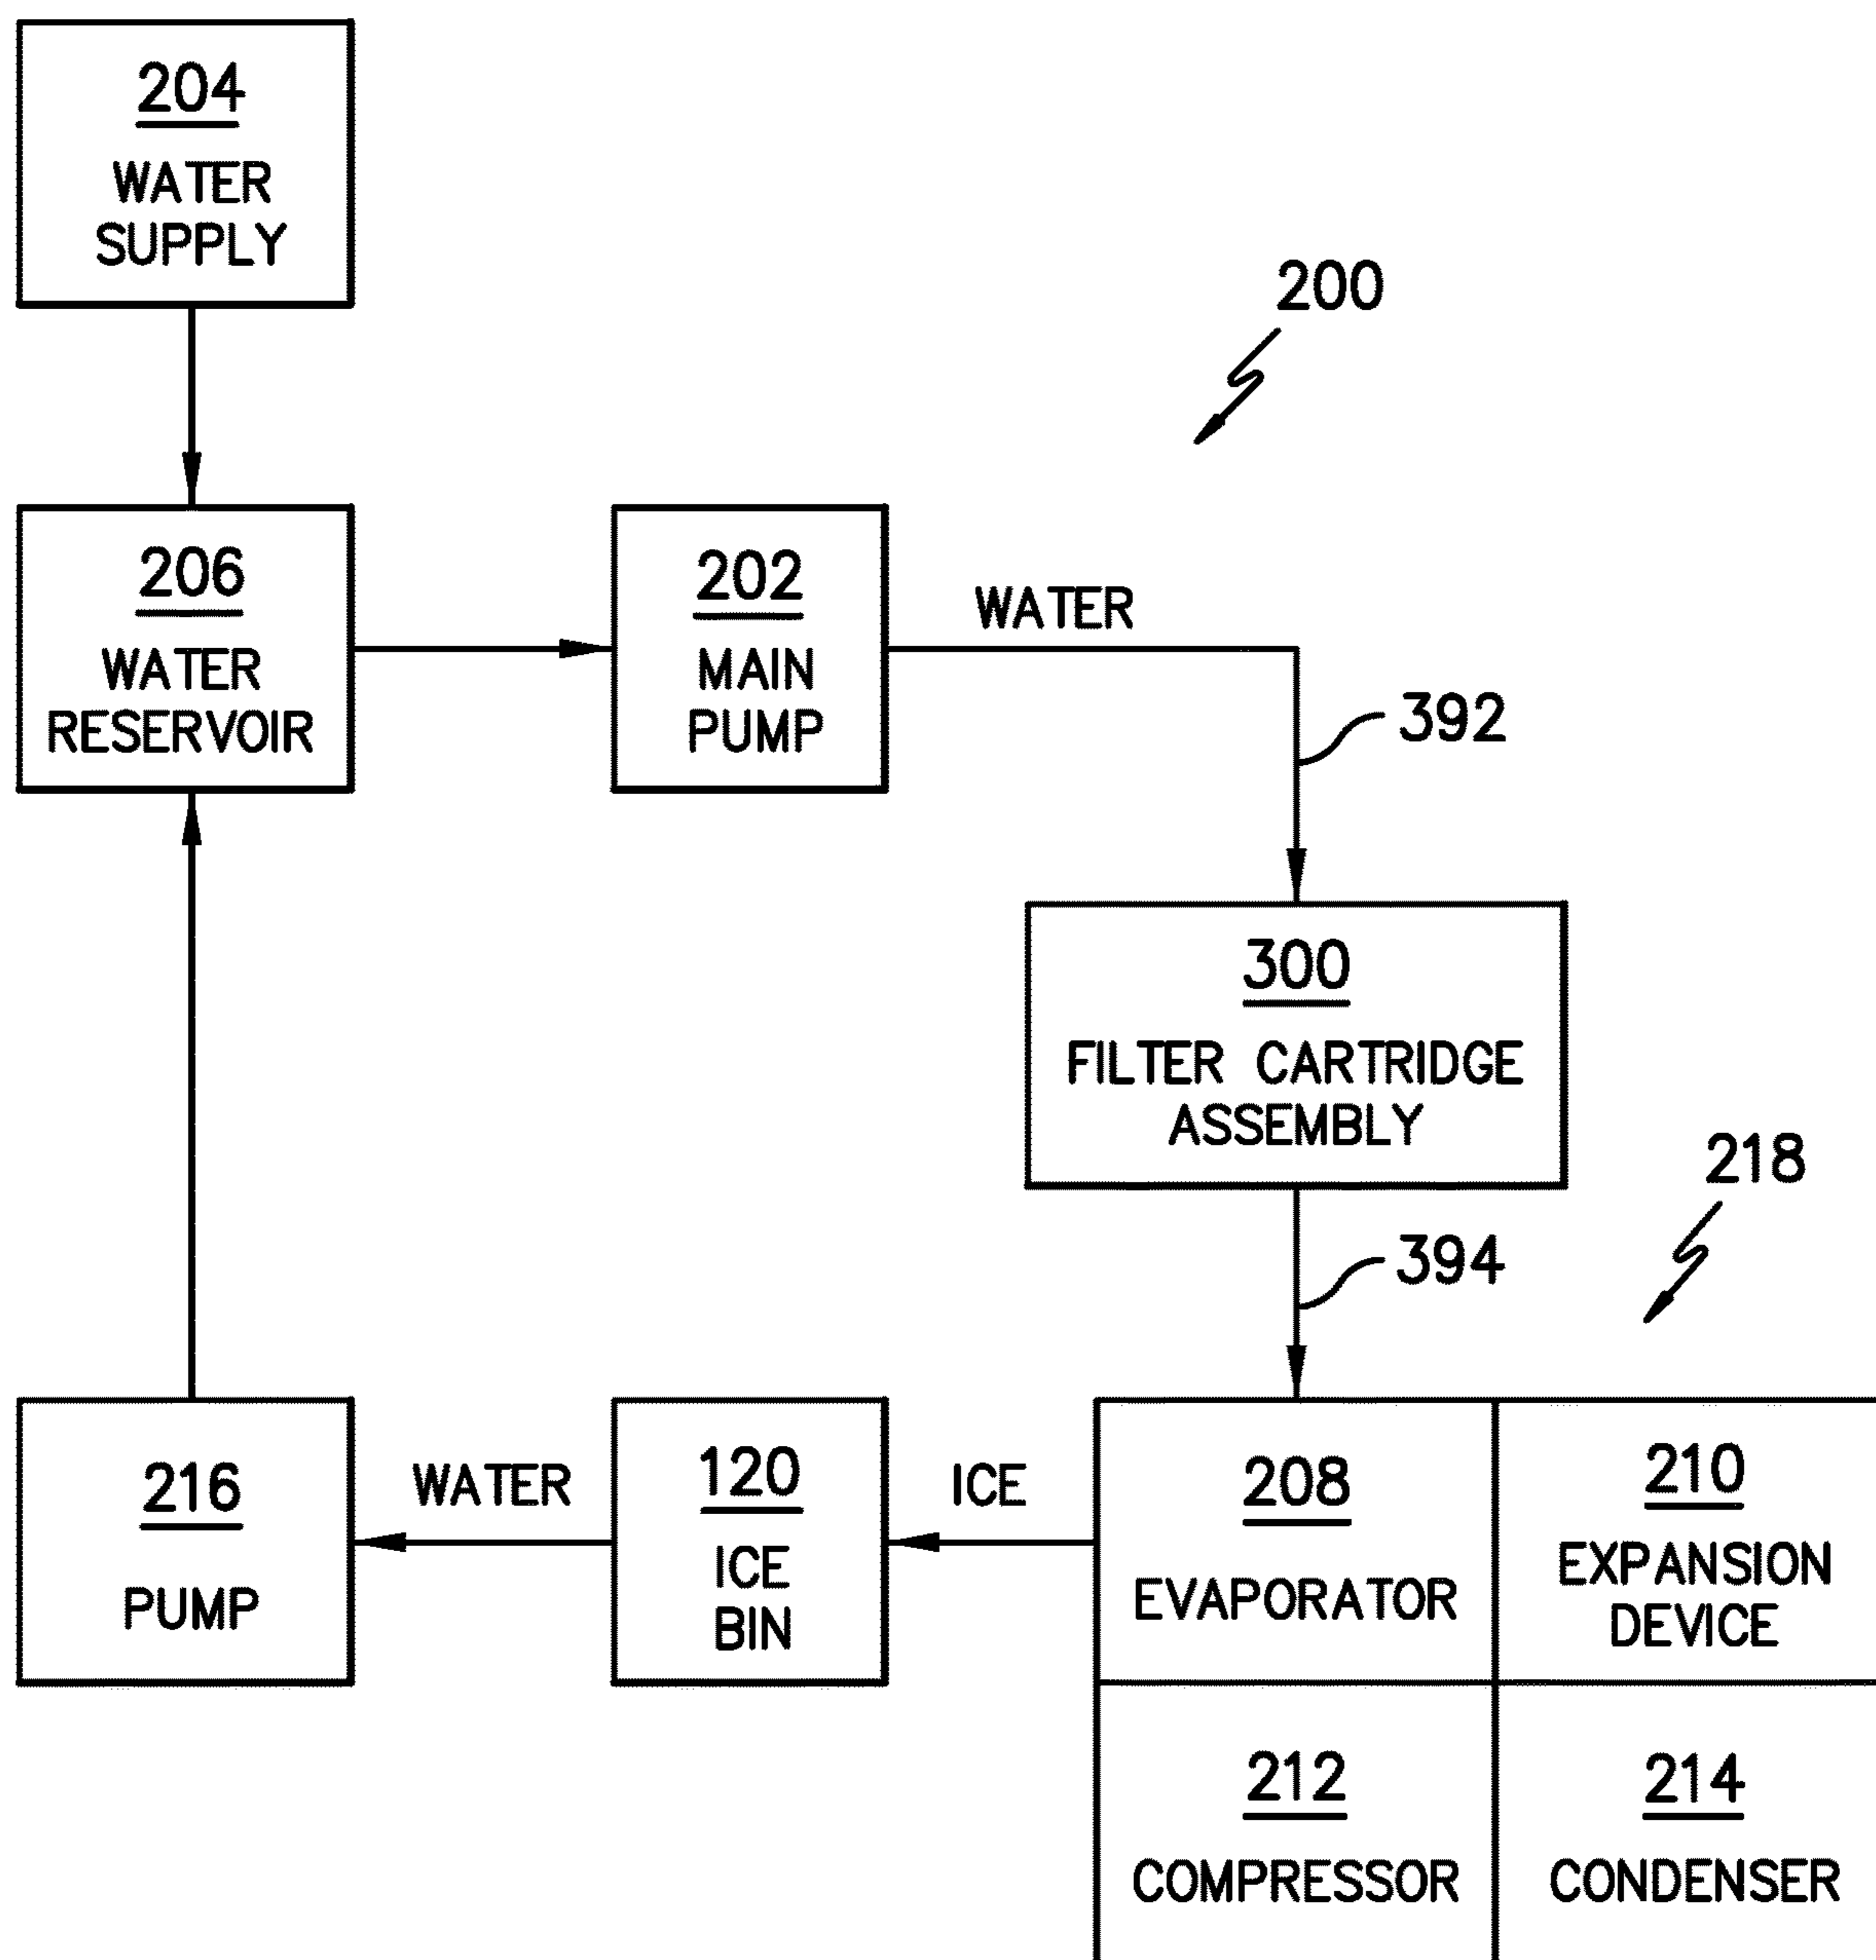 204
WATER
SUPPLY
200
206
WATER
RESERVOIR
202
MAIN
PUMP
WATER
392
300
FILTER CARTRIDGE
ASSEMBLY
218
394
216
PUMP
WATER
120
ICE
BIN
ICE
208
EVAPORATOR
210
EXPANSION
DEVICE
212
COMPRESSOR
214
CONDENSER